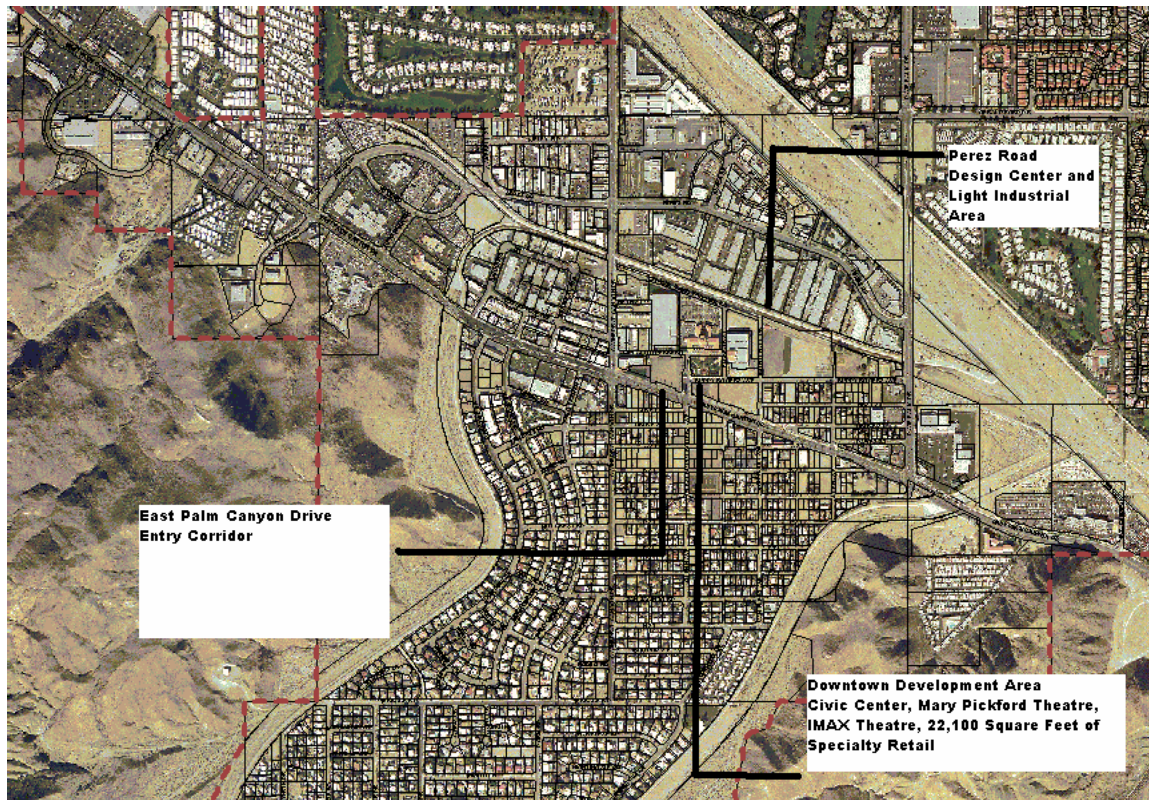 Perez Road
Design Center and
Light Industrial
Area
East Palm Canyon Drive
Entry Corridor
Downtown Development Area
Civic Center, Mary Pickford Theatre,
IMAX Theatre, 22,100 Square Feet of
Specialty Retail